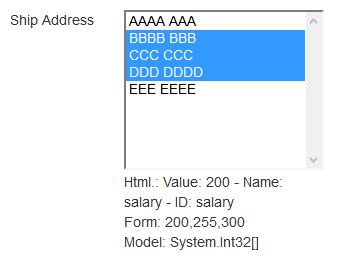 Ship Address
AAAA AAA
BBBB BBB
CCC CCC
DDD DDDD
EEE EEEE
Html.: Value: 200 - Name:
salary - ID: salary
Form: 200,255,300
Model: System.Int32[]